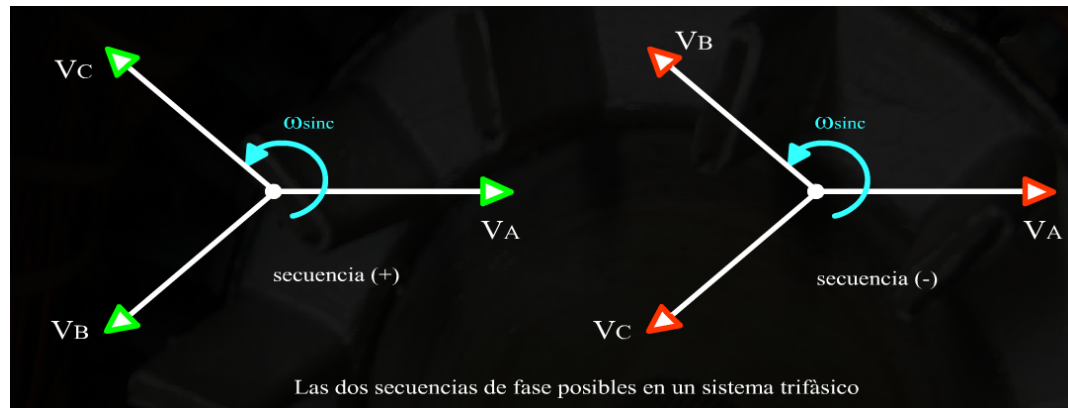 VC
ωsinc
VA
secuencia (+)
VB
VB
ωsinc
VA
secuencia (-)
VC
Las dos secuencias de fase posibles en un sistema trifàsico